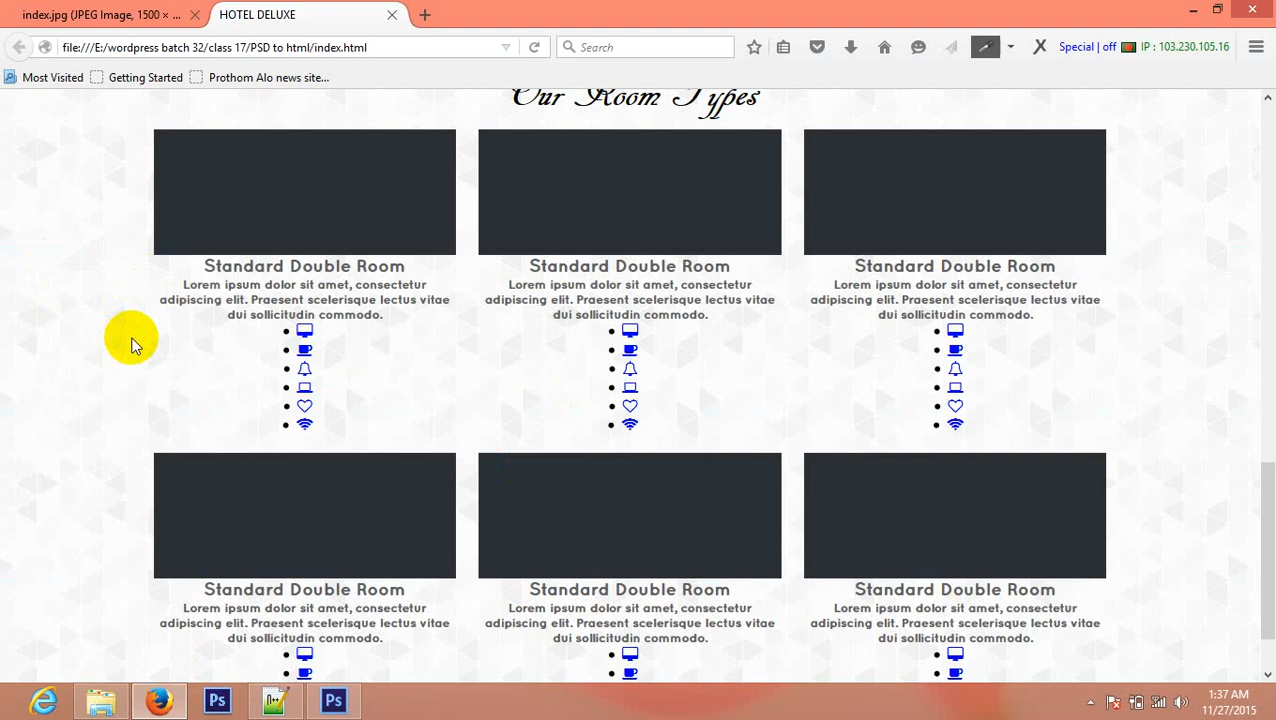 index.jpg (JPEG Image, 1500 × ...
HOTEL DELUXE
file:///E:/wordpress batch 32/class 17/PSD to html/index.html
Search
Special | off
IP : 103.230.105.16
Most Visited
Getting Started
Prothom Alo news site...
Our Room Types
Standard Double Room
Lorem ipsum dolor sit amet, consectetur
adipiscing elit. Praesent scelerisque lectus vitae
dui sollicitudin commodo.
Standard Double Room
Lorem ipsum dolor sit amet, consectetur
adipiscing elit. Praesent scelerisque lectus vitae
dui sollicitudin commodo.
Standard Double Room
Lorem ipsum dolor sit amet, consectetur
adipiscing elit. Praesent scelerisque lectus vitae
dui sollicitudin commodo.
Standard Double Room
Lorem ipsum dolor sit amet, consectetur
adipiscing elit. Praesent scelerisque lectus vitae
dui sollicitudin commodo.
Standard Double Room
Lorem ipsum dolor sit amet, consectetur
adipiscing elit. Praesent scelerisque lectus vitae
dui sollicitudin commodo.
Standard Double Room
Lorem ipsum dolor sit amet, consectetur
adipiscing elit. Praesent scelerisque lectus vitae
dui sollicitudin commodo.
Ps
Ps
1:37 AM
11/27/2015